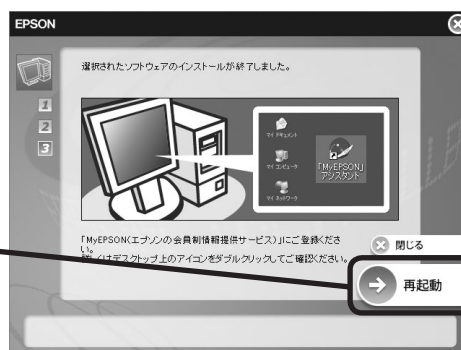 EPSON
選択されたソフトウェアのインストールが終了しました。
1
2
3
マイ ドキュメント
マイ コンピュータ
マイ ネットワーク
「MyEPSON」
アシスタント
「MyEPSON(エプソンの会員制情報提供サービス)」にご登録くださ
い。
詳しくはデスクトップ上のアイコンをダブルクリックしてご確認ください。
閉じる
再起動